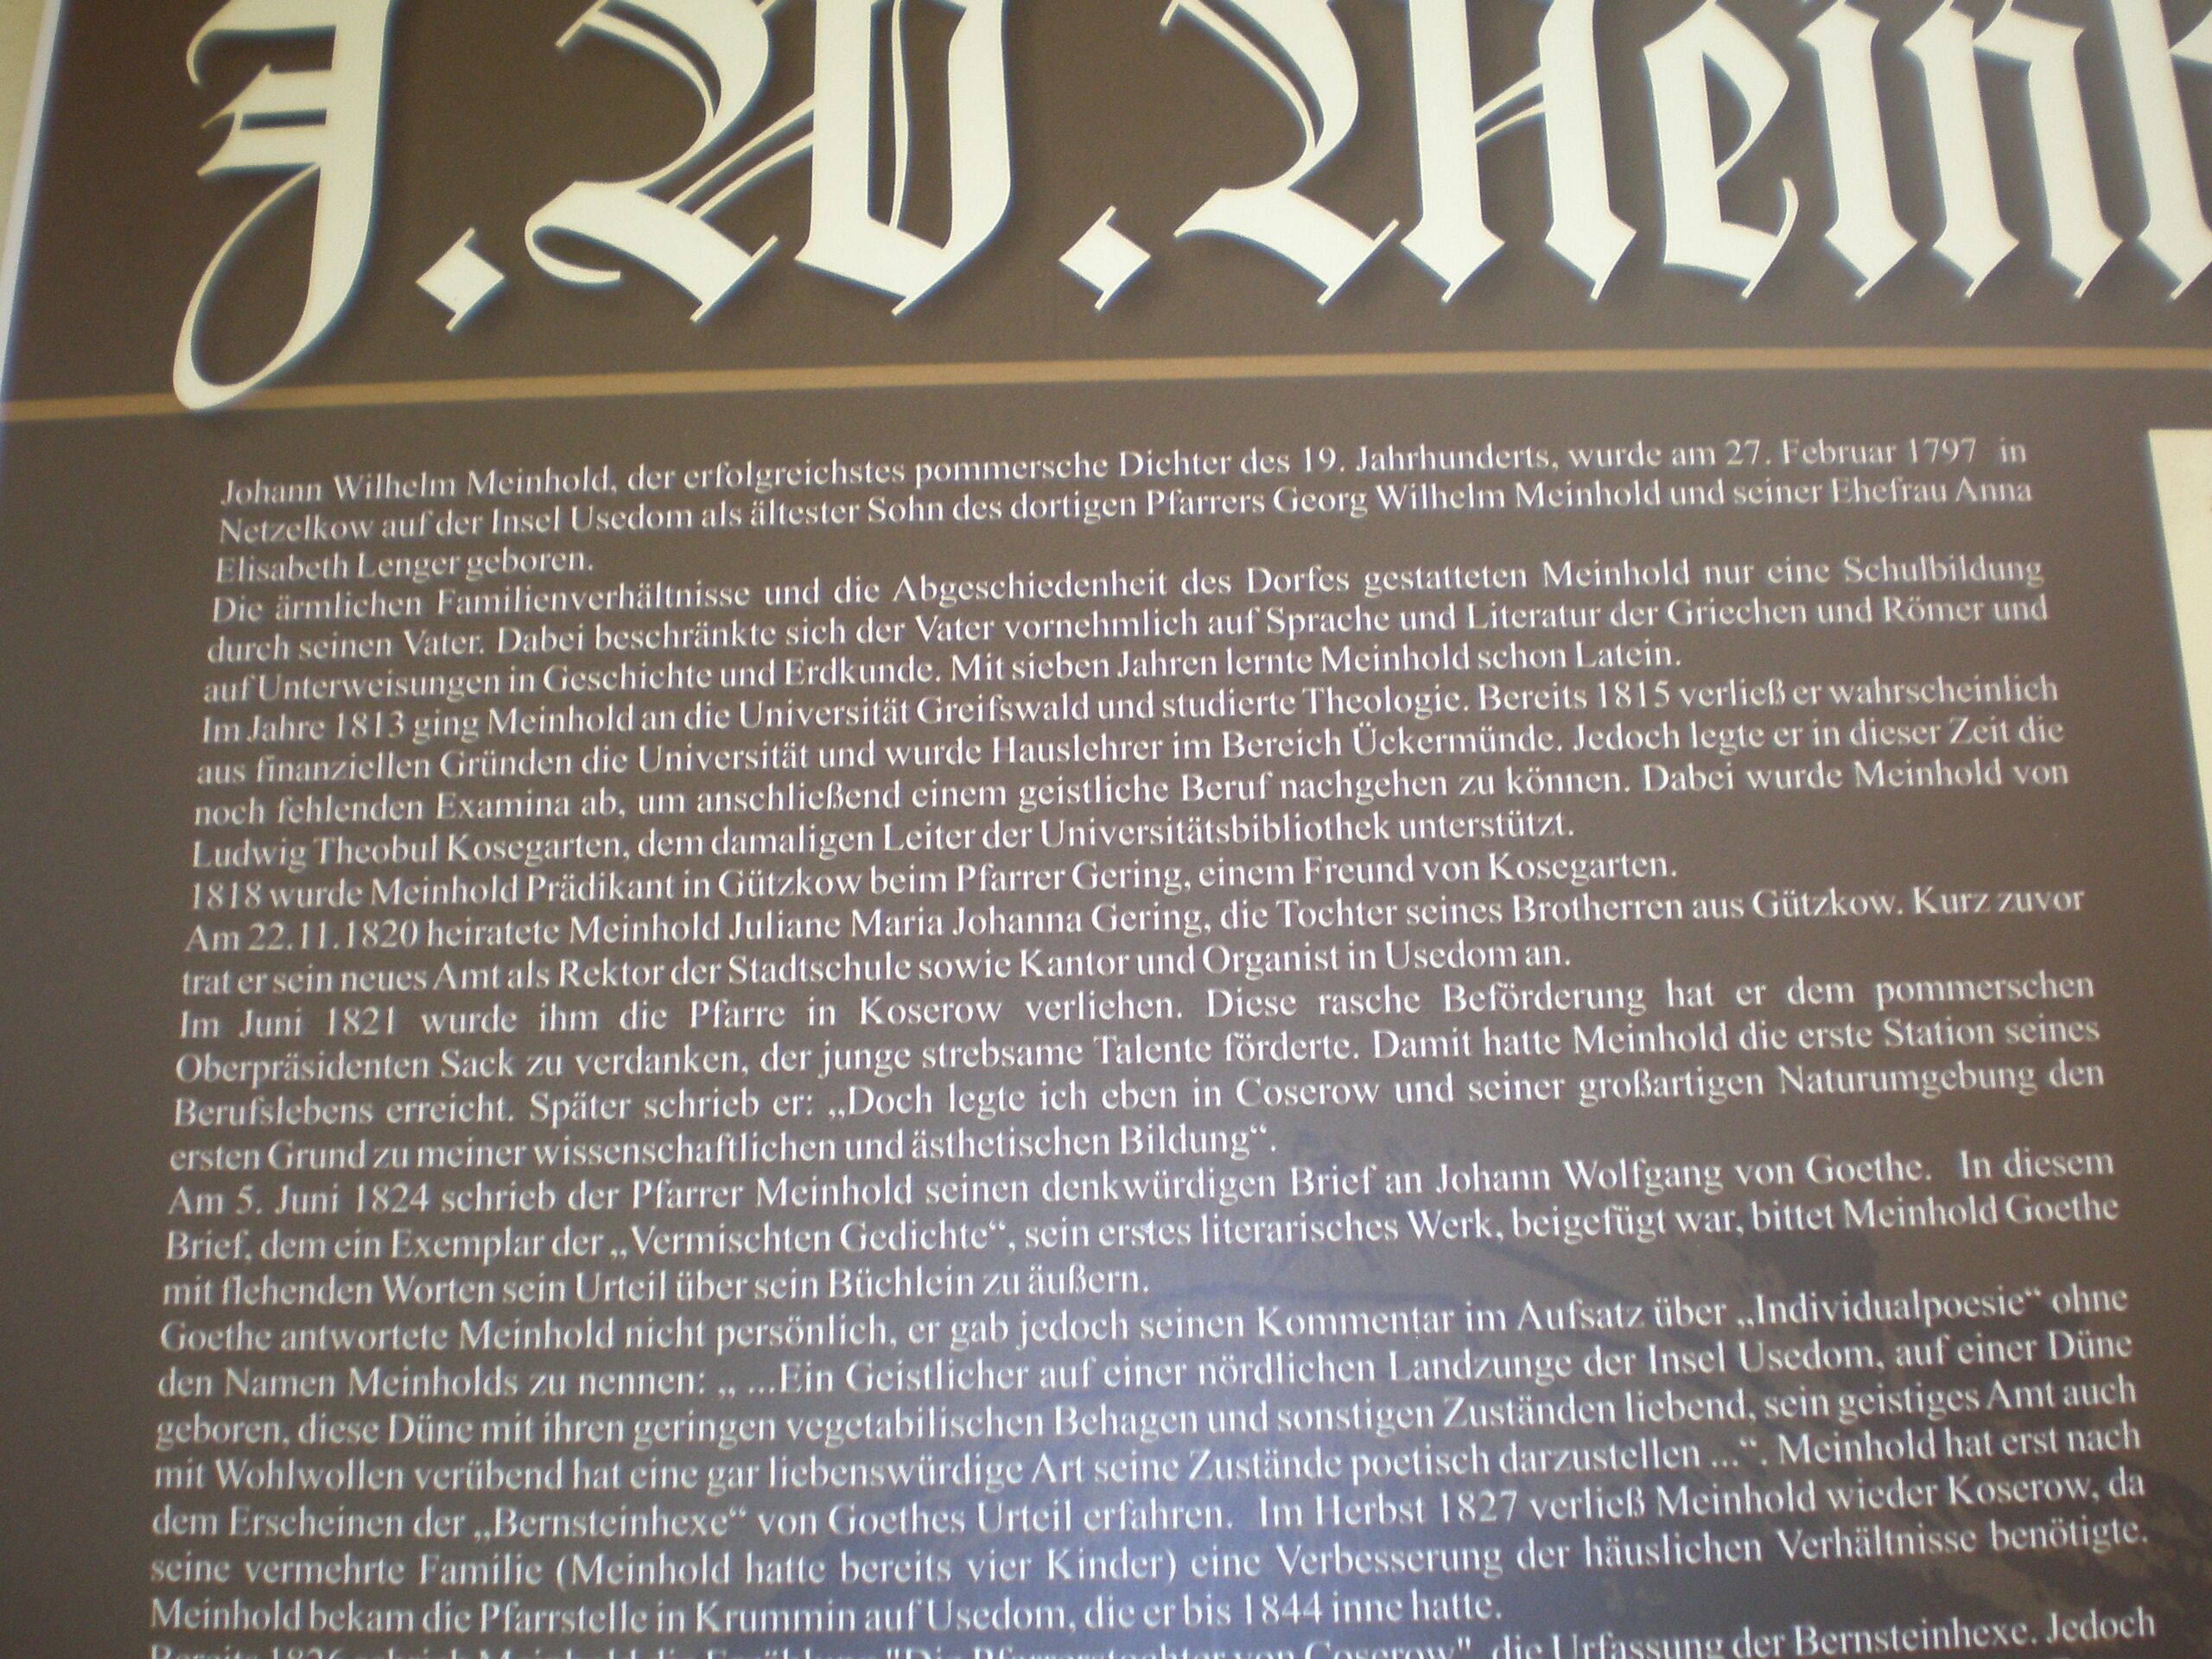 J. W. Mein
Johann Wilhelm Meinhold, der erfolgreichstes pommersche Dichter des 19. Jahrhunderts, wurde am 27. Februar 1797 in
Netzelkow auf der Insel Usedom als ältester Sohn des dortigen Pfarrers Georg Wilhelm Meinhold und seiner Ehefrau Anna
Elisabeth Lenger geboren.
Die ärmlichen Familienverhältnisse und die Abgeschiedenheit des Dorfes gestatteten Meinhold nur eine Schulbildung
durch seinen Vater. Dabei beschränkte sich der Vater vornehmlich auf Sprache und Literatur der Griechen und Römer und
auf Unterweisungen in Geschichte und Erdkunde. Mit sieben Jahren lernte Meinhold schon Latein.
Im Jahre 1813 ging Meinhold an die Universität Greifswald und studierte Theologie. Bereits 1815 verließ er wahrscheinlich
aus finanziellen Gründen die Universität und wurde Hauslehrer im Bereich Ückermünde. Jedoch legte er in dieser Zeit die
noch fehlenden Examina ab, um anschließend einem geistliche Beruf nachgehen zu können. Dabei wurde Meinhold von
Ludwig Theobul Kosegarten, dem damaligen Leiter der Universitätsbibliothek unterstützt.
1818 wurde Meinhold Prädikant in Gützkow beim Pfarrer Gering, einem Freund von Kosegarten.
Am 22.11.1820 heiratete Meinhold Juliane Maria Johanna Gering, die Tochter seines Brotherren aus Gützkow. Kurz zuvor
trat er sein neues Amt als Rektor der Stadtschule sowie Kantor und Organist in Usedom an.
Im Juni 1821 wurde ihm die Pfarre in Koserow verliehen. Diese rasche Beförderung hat er dem pommerschen
Oberpräsidenten Sack zu verdanken, der junge strebsame Talente förderte. Damit hatte Meinhold die erste Station seines
Berufslebens erreicht. Später schrieb er: „Doch legte ich eben in Coserow und seiner großartigen Naturumgebung den
ersten Grund zu meiner wissenschaftlichen und ästhetischen Bildung“.
Am 5. Juni 1824 schrieb der Pfarrer Meinhold seinen denkwürdigen Brief an Johann Wolfgang von Goethe. In diesem
Brief, dem ein Exemplar der „Vermischten Gedichte“, sein erstes literarisches Werk, beigefügt war, bittet Meinhold Goethe
mit flehenden Worten sein Urteil über sein Büchlein zu äußern.
Goethe antwortete Meinhold nicht persönlich, er gab jedoch seinen Kommentar im Aufsatz über „Individualpoesie“ ohne
den Namen Meinholds zu nennen: „ ...Ein Geistlicher auf einer nördlichen Landzunge der Insel Usedom, auf einer Düne
geboren, diese Düne mit ihren geringen vegetabilischen Behagen und sonstigen Zuständen liebend, sein geistiges Amt auch
mit Wohlwollen verübend hat eine gar liebenswürdige Art seine Zustände poetisch darzustellen ...“. Meinhold hat erst nach
dem Erscheinen der „Bernsteinhexe“ von Goethes Urteil erfahren. Im Herbst 1827 verließ Meinhold wieder Koserow, da
seine vermehrte Familie (Meinhold hatte bereits vier Kinder) eine Verbesserung der häuslichen Verhältnisse benötigte.
Meinhold bekam die Pfarrstelle in Krummin auf Usedom, die er bis 1844 inne hatte.
Bereits 1826 schrieb Meinhold die Erzählung "Die Pfarrerstochter von Coserow", die Urfassung der Bernsteinhexe. Jedoch